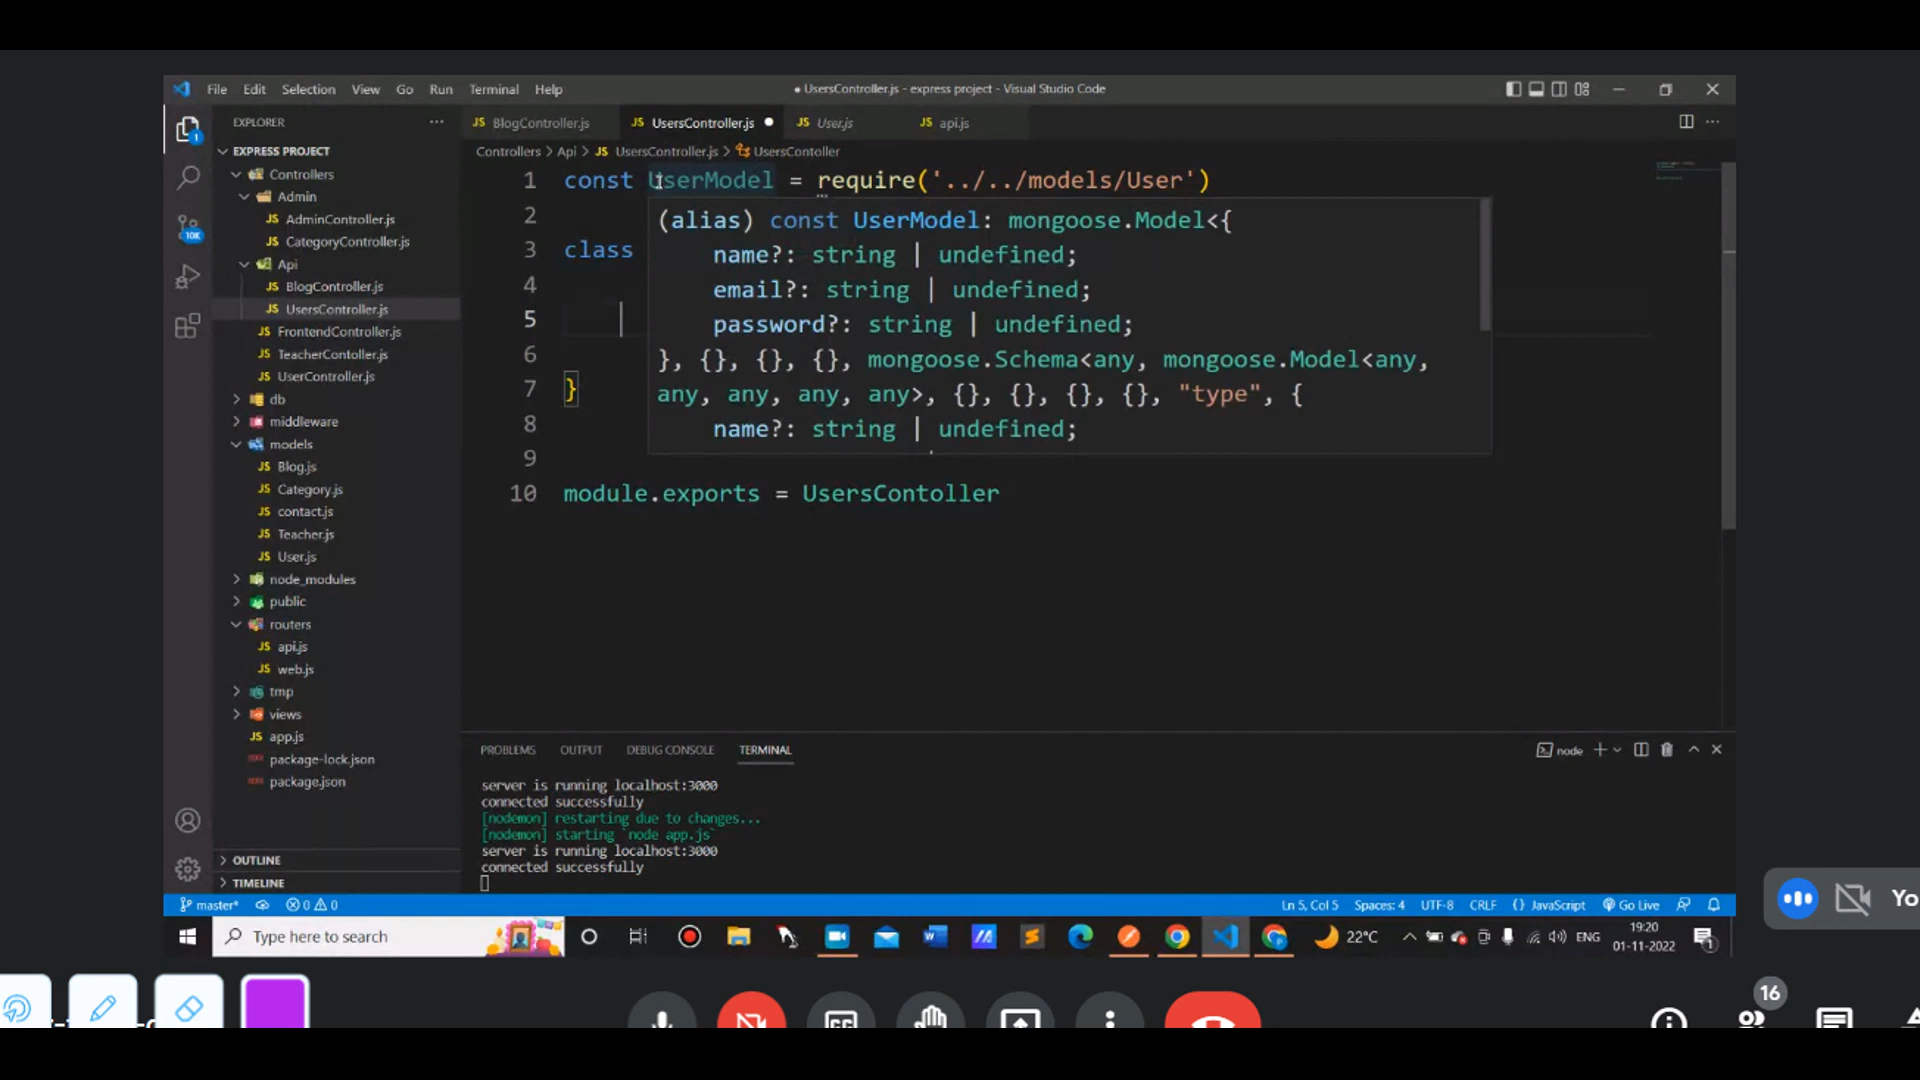 File Edit Selection View Go Run Terminal Help
● UsersController.js - express project - Visual Studio Code
EXPLORER
BlogController.js
UsersController.js
User.js
api.js
EXPRESS PROJECT
Controllers > Api > JS UsersController.js > UsersContoller
Controllers
Admin
AdminController.js
CategoryController.js
Api
BlogController.js
UsersController.js
FrontendController.js
TeacherContoller.js
UserController.js
db
middleware
models
Blog.js
Category.js
contact.js
Teacher.js
User.js
node_modules
public
routers
api.js
web.js
tmp
views
app.js
package-lock.json
package.json
OUTLINE
TIMELINE
1 const UserModel = require('../../models/User')
2
3 class
4
5
6
7 }
8
9
10 module.exports = UsersContoller
(alias) const UserModel: mongoose.Model<{
name?: string | undefined;
email?: string | undefined;
password?: string | undefined;
}, {}, {}, {}, mongoose.Schema<any, mongoose.Model<any,
any, any, any, any>, {}, {}, {}, {}, "type", {
name?: string | undefined;
PROBLEMS OUTPUT DEBUG CONSOLE TERMINAL
node
server is running localhost:3000
connected successfully
[nodemon] restarting due to changes...
[nodemon] starting `node app.js`
server is running localhost:3000
connected successfully
master* 0 0
Ln 5, Col 5 Spaces: 4 UTF-8 CRLF {} JavaScript Go Live
Type here to search
22°C
ENG
19:20
01-11-2022
1
10K
Yo
16
CC